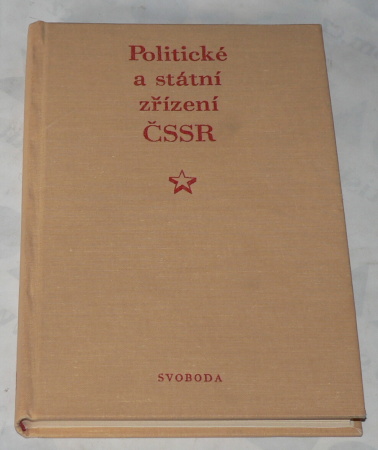 Politické
a státní
zřízení
ČSSR
SVOBODA